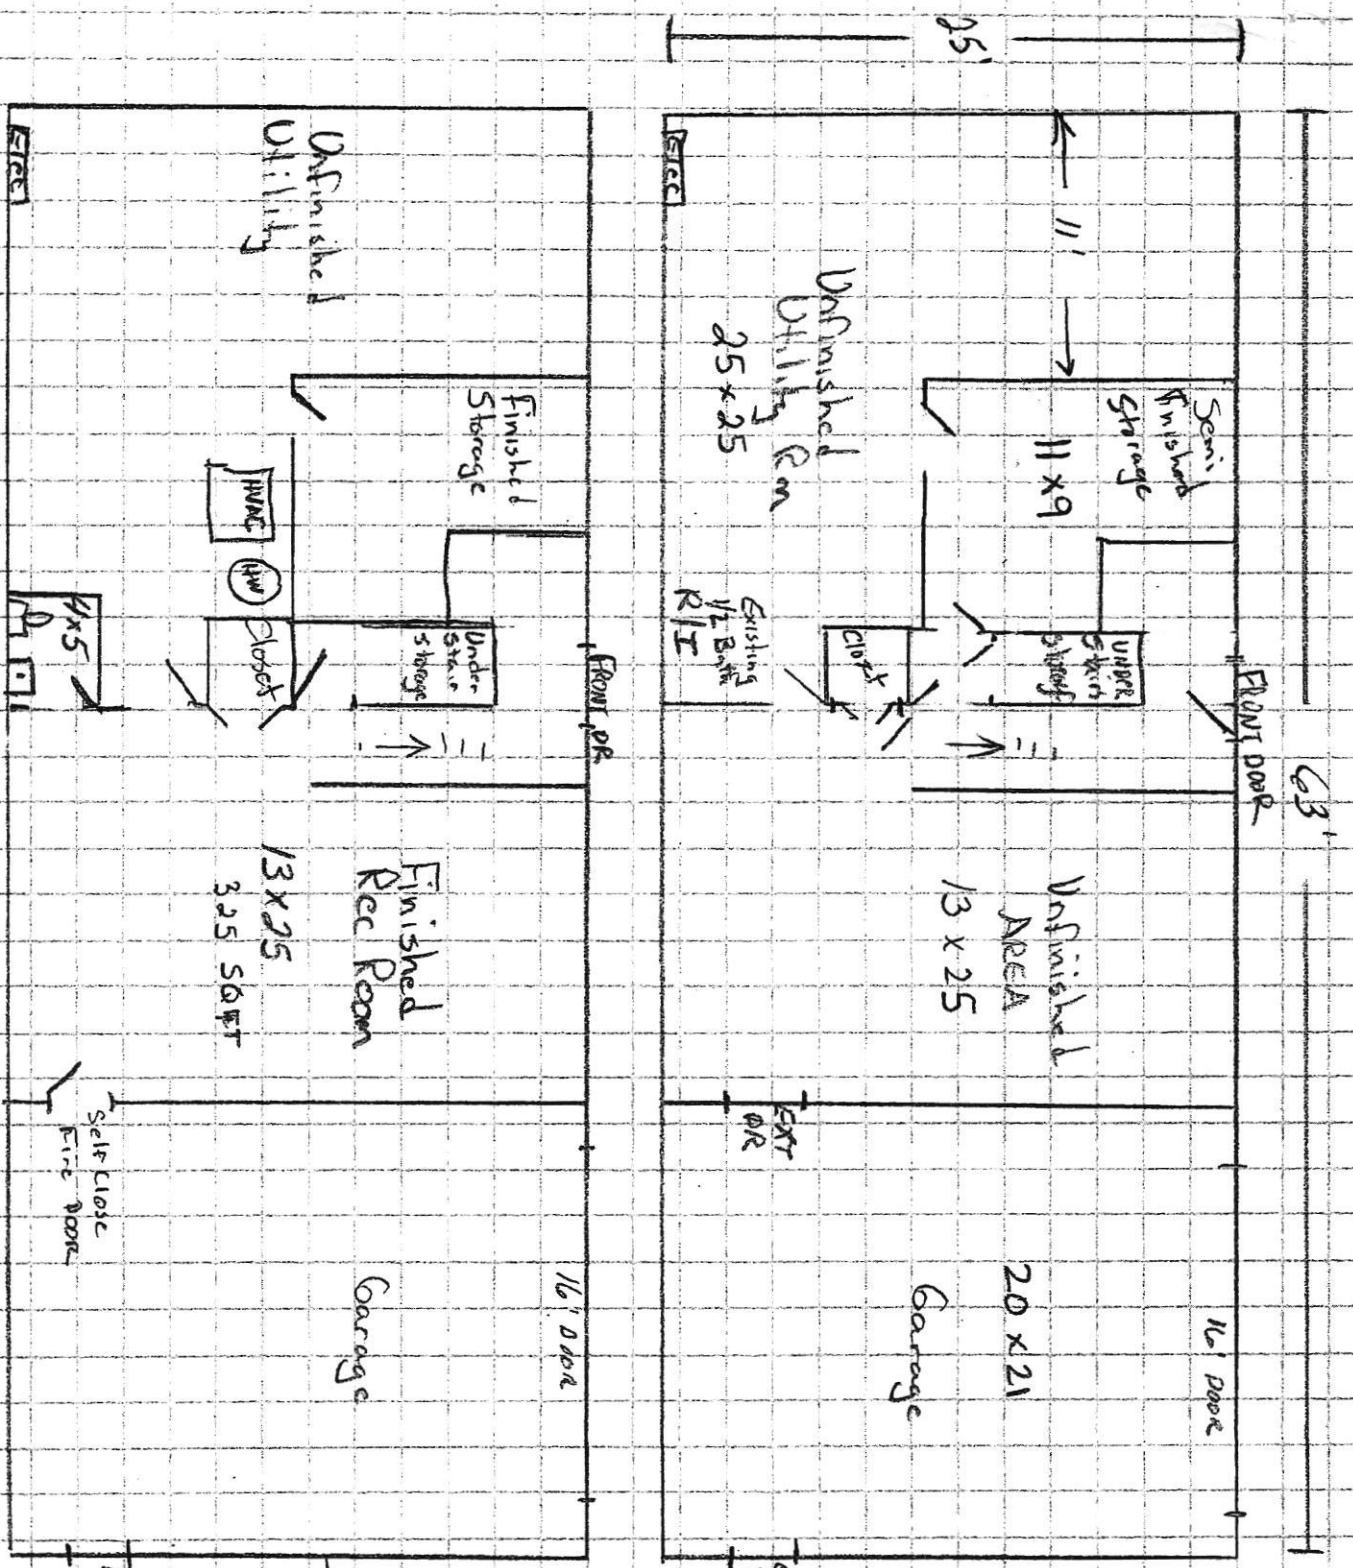 63'
25'
FRONT DOOR
16' DOOR
← 11' →
Semi
Finished
Storage
11 x 9
UNDER
Stairs
Storage
Unfinished
AREA
13 x 25
20 x 21
Garage
Unfinished
Utility Rm
25 x 25
Closet
Existing
1/2 Bath
R/I
EXT
DR
ELEC
FRONT DR
16' DOOR
Finished
Storage
Under
Stair
Storage
Finished
Rec Room
13 x 25
325 SQFT
Garage
Unfinished
Utility
HVAC
HW
Closet
4x5
Self Close
Fire Door
ELEC